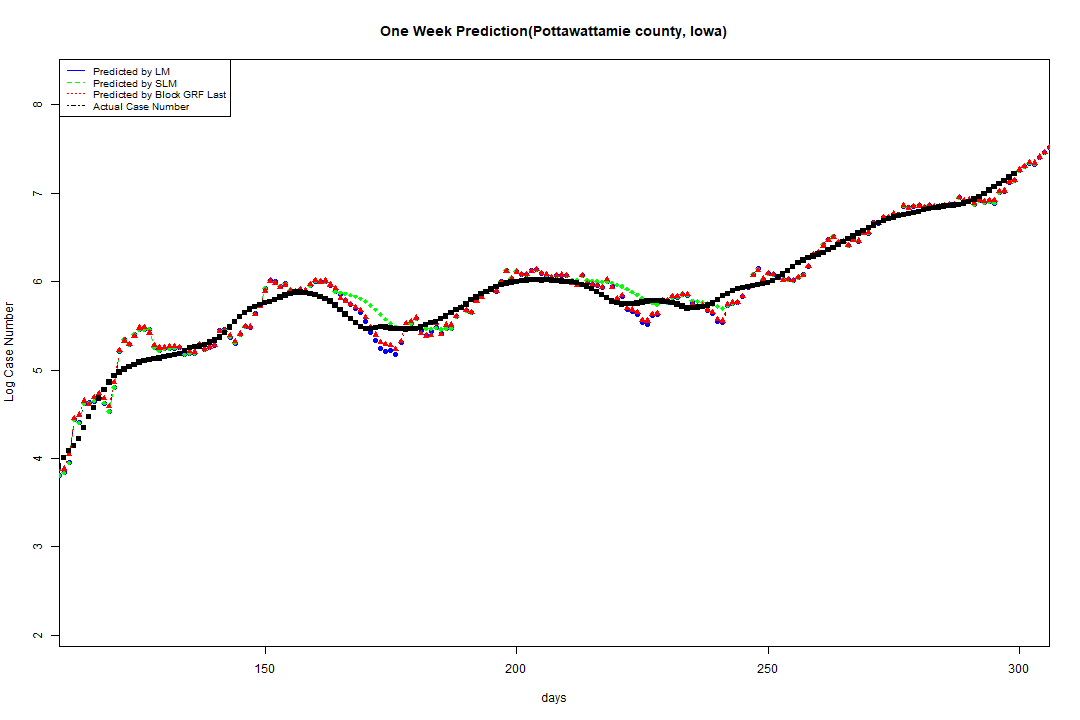 One Week Prediction(Pottawattamie county, Iowa)
Predicted by LM
Predicted by SLM
Predicted by Block GRF Last
Actual Case Number
8
7
6
5
4
3
2
Log Case Number
150 200 250 300
days